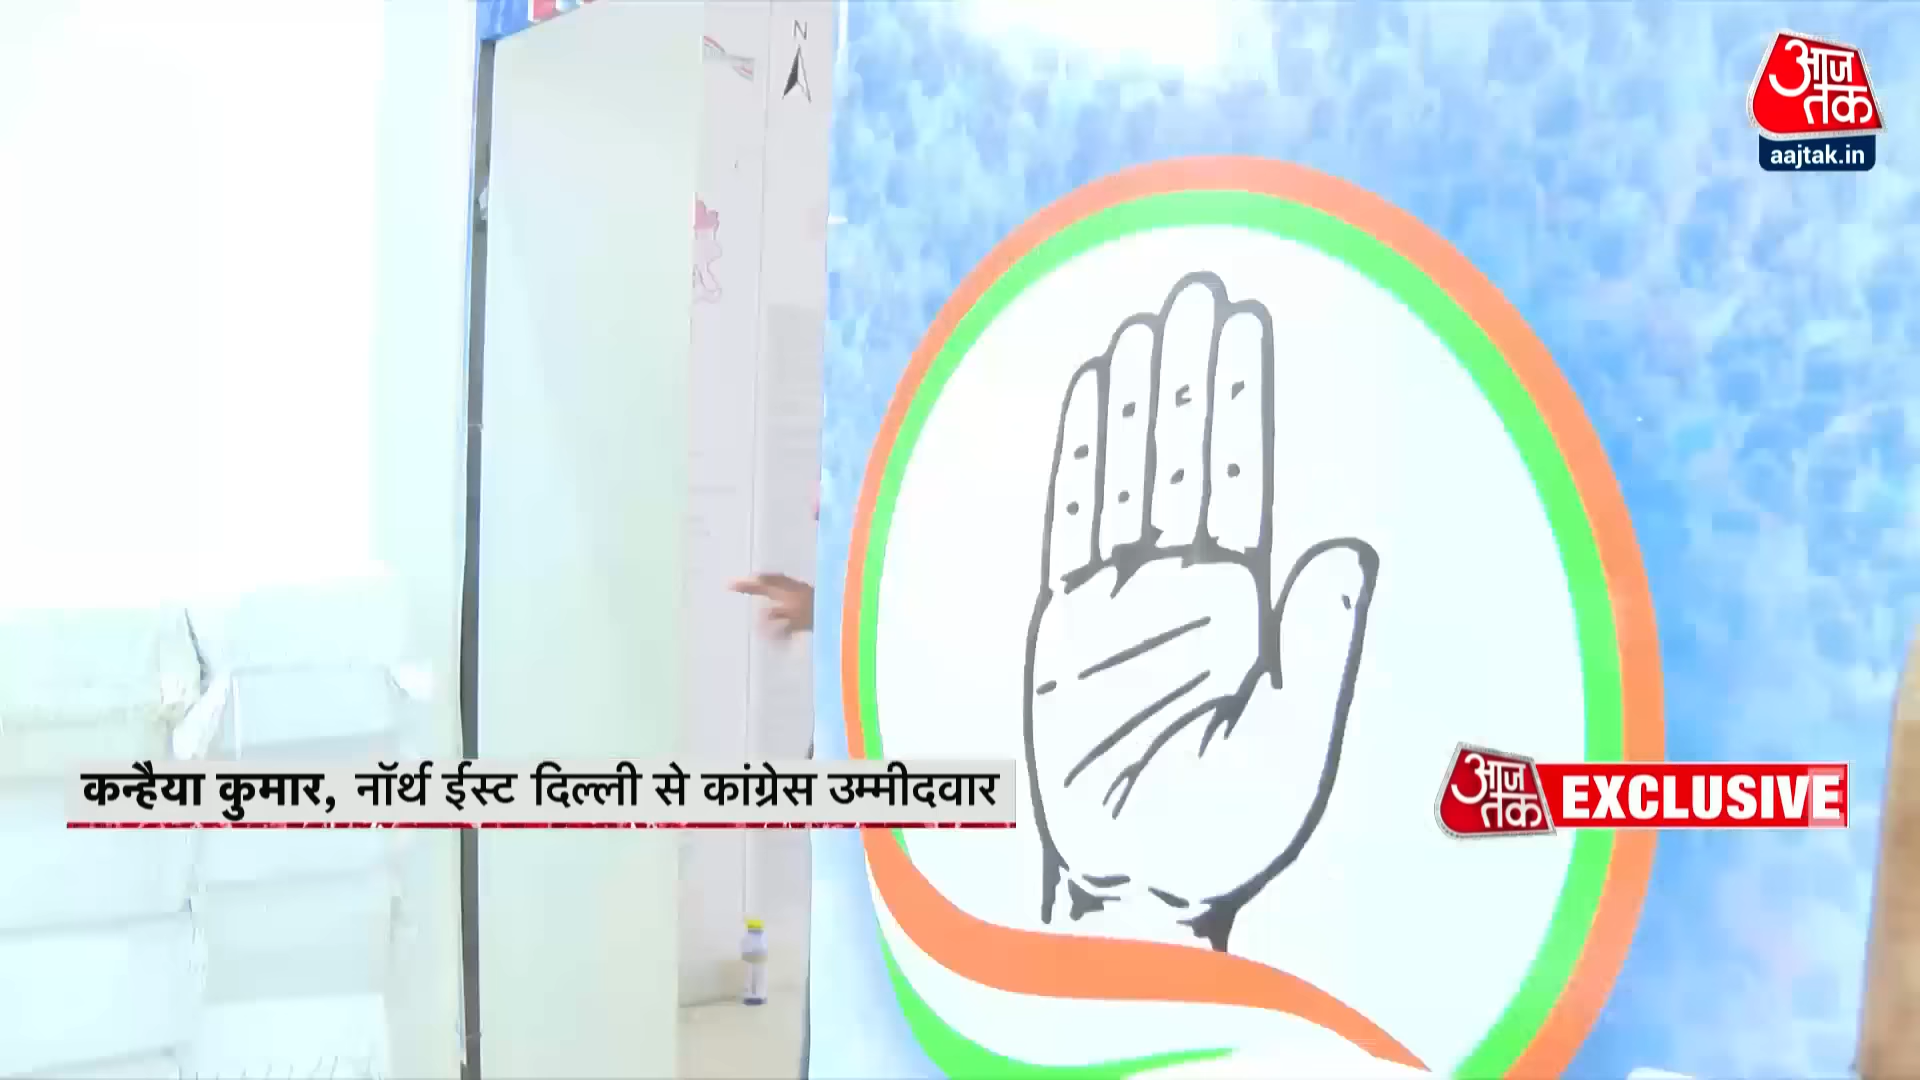 N
आज
तक
aajtak.in
कन्हैया कुमार, नॉर्थ ईस्ट दिल्ली से कांग्रेस उम्मीदवार
आज
तक
EXCLUSIVE